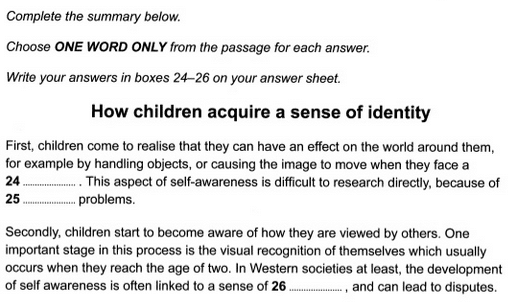 Complete the summary below.
Choose ONE WORD ONLY from the passage for each answer.
Write your answers in boxes 24–26 on your answer sheet.
How children acquire a sense of identity
First, children come to realise that they can have an effect on the world around them,
for example by handling objects, or causing the image to move when they face a
24 ...................... . This aspect of self-awareness is difficult to research directly, because of
25 ...................... problems.
Secondly, children start to become aware of how they are viewed by others. One
important stage in this process is the visual recognition of themselves which usually
occurs when they reach the age of two. In Western societies at least, the development
of self awareness is often linked to a sense of 26 ...................... , and can lead to disputes.